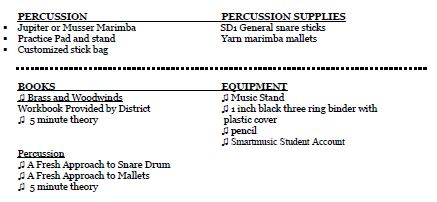 PERCUSSION
▪ Jupiter or Musser Marimba
▪ Practice Pad and stand
▪ Customized stick bag
PERCUSSION SUPPLIES
SD1 General snare sticks
Yarn marimba mallets
BOOKS
♫ Brass and Woodwinds
Workbook Provided by District
♫ 5 minute theory
Percussion
♫ A Fresh Approach to Snare Drum
♫ A Fresh Approach to Mallets
♫ 5 minute theory
EQUIPMENT
♫ Music Stand
♫ 1 inch black three ring binder with
plastic cover
♫ pencil
♫ Smartmusic Student Account